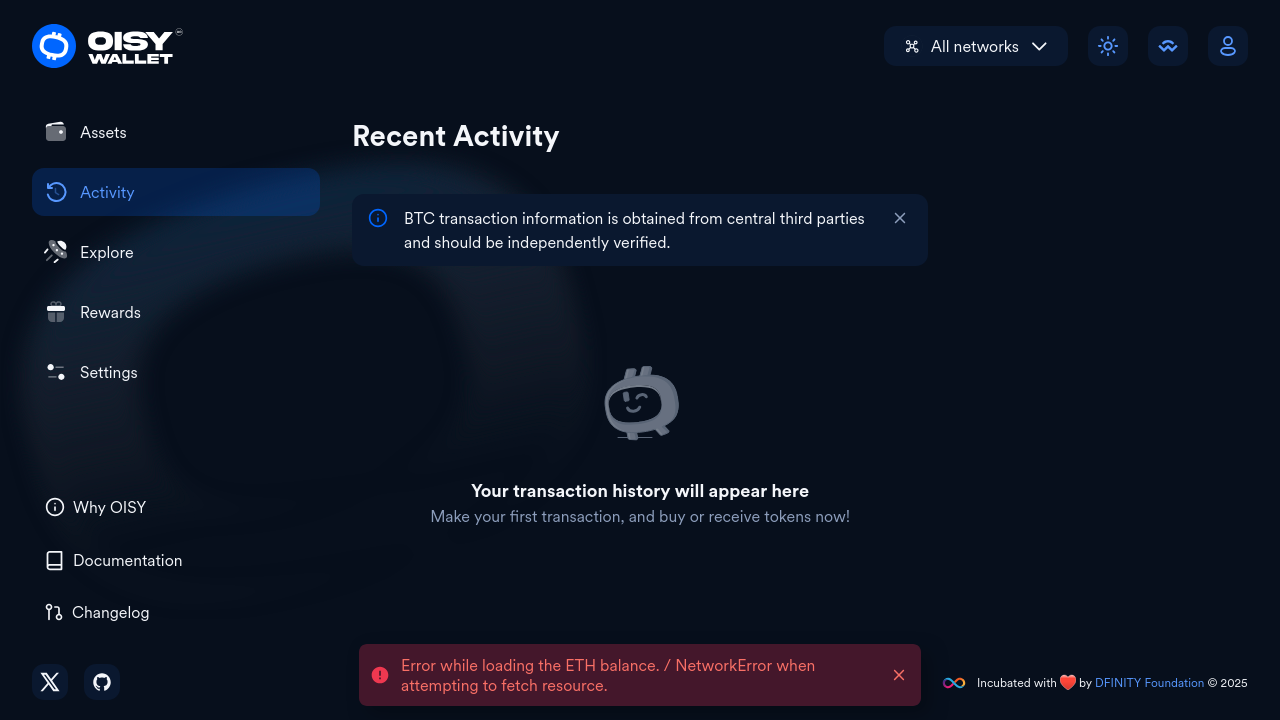 OISY
WALLET
All networks
Assets
Activity
Explore
Rewards
Settings
Why OISY
Documentation
Changelog
Recent Activity
BTC transaction information is obtained from central third parties
and should be independently verified.
Your transaction history will appear here
Make your first transaction, and buy or receive tokens now!
Error while loading the ETH balance. / NetworkError when
attempting to fetch resource.
Incubated with ❤️ by DFINITY Foundation © 2025